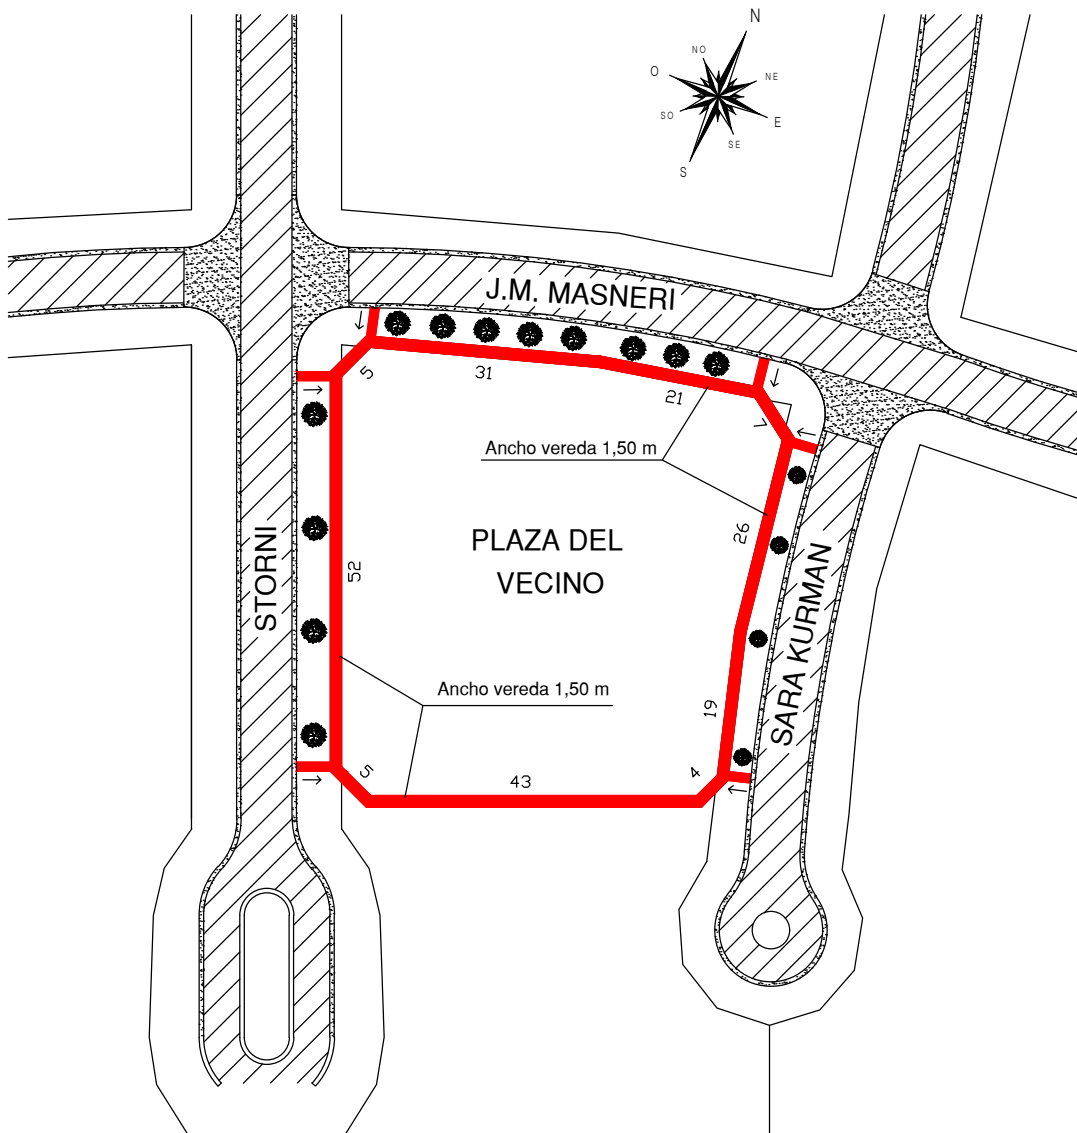 N
NO
O
NE
SO
E
SE
S
J.M. MASNERI
5
31
21
7
Ancho vereda 1,50 m
26
PLAZA DEL
VECINO
STORNI
52
SARA KURMAN
Ancho vereda 1,50 m
19
5
43
4